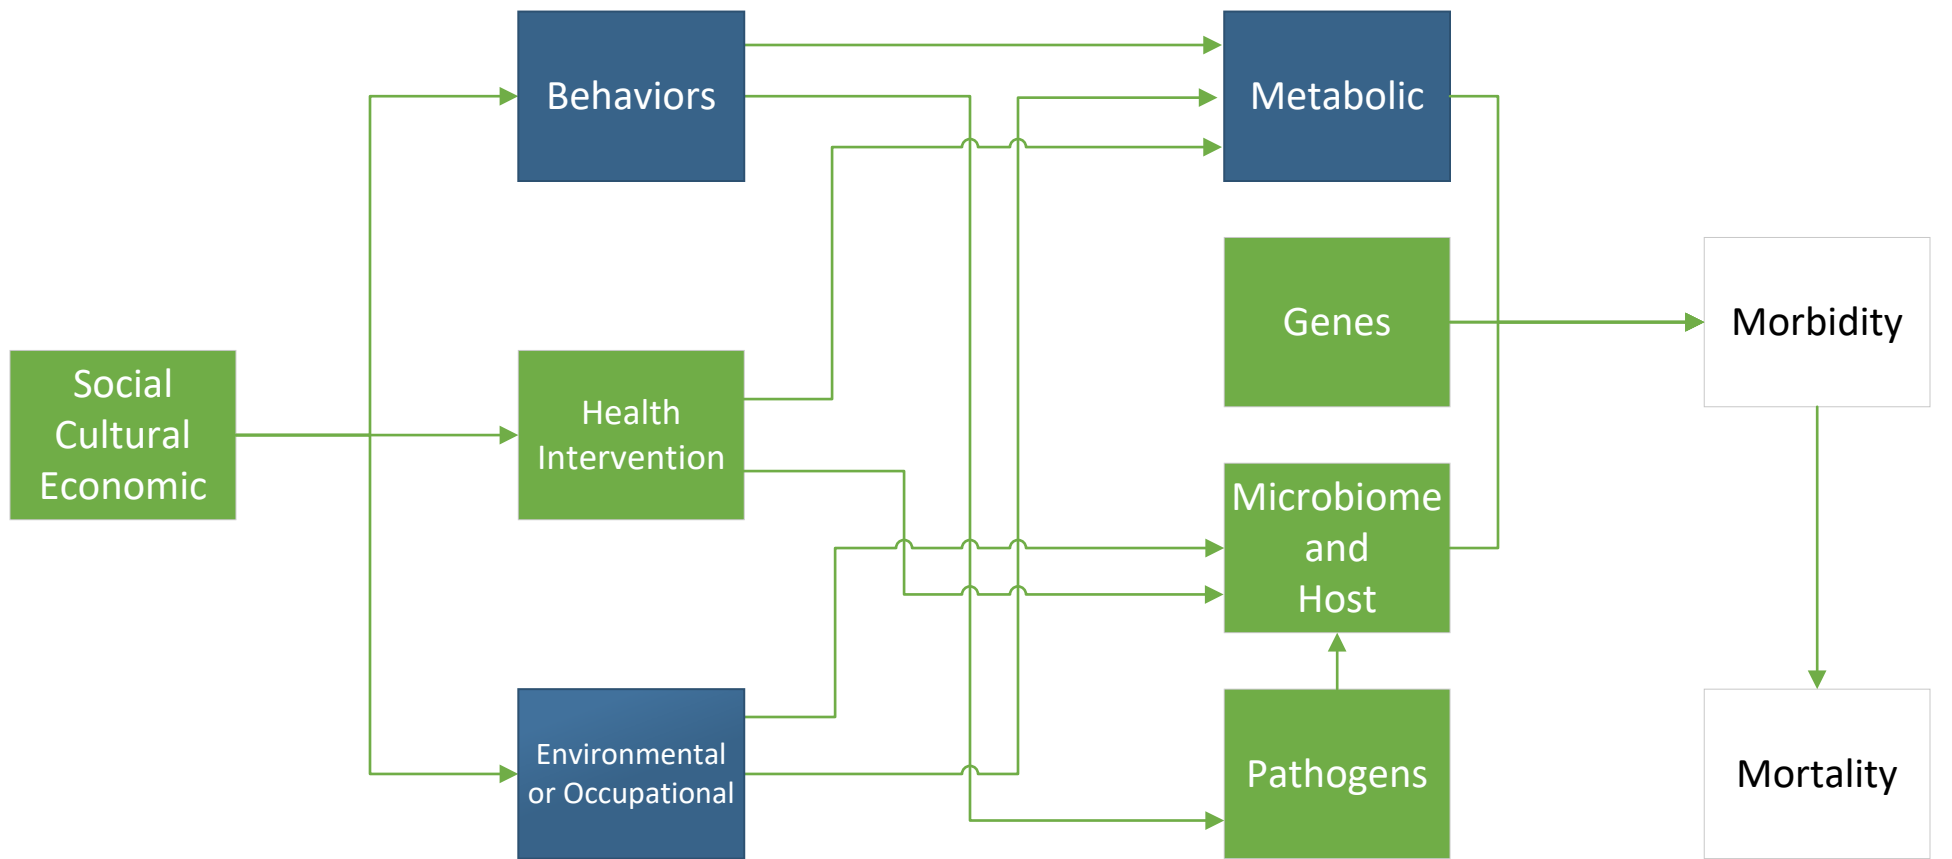 Behaviors
Metabolic
Genes
Morbidity
Social
Cultural
Economic
Health
Intervention
Microbiome
and
Host
Environmental
or Occupational
Pathogens
Mortality